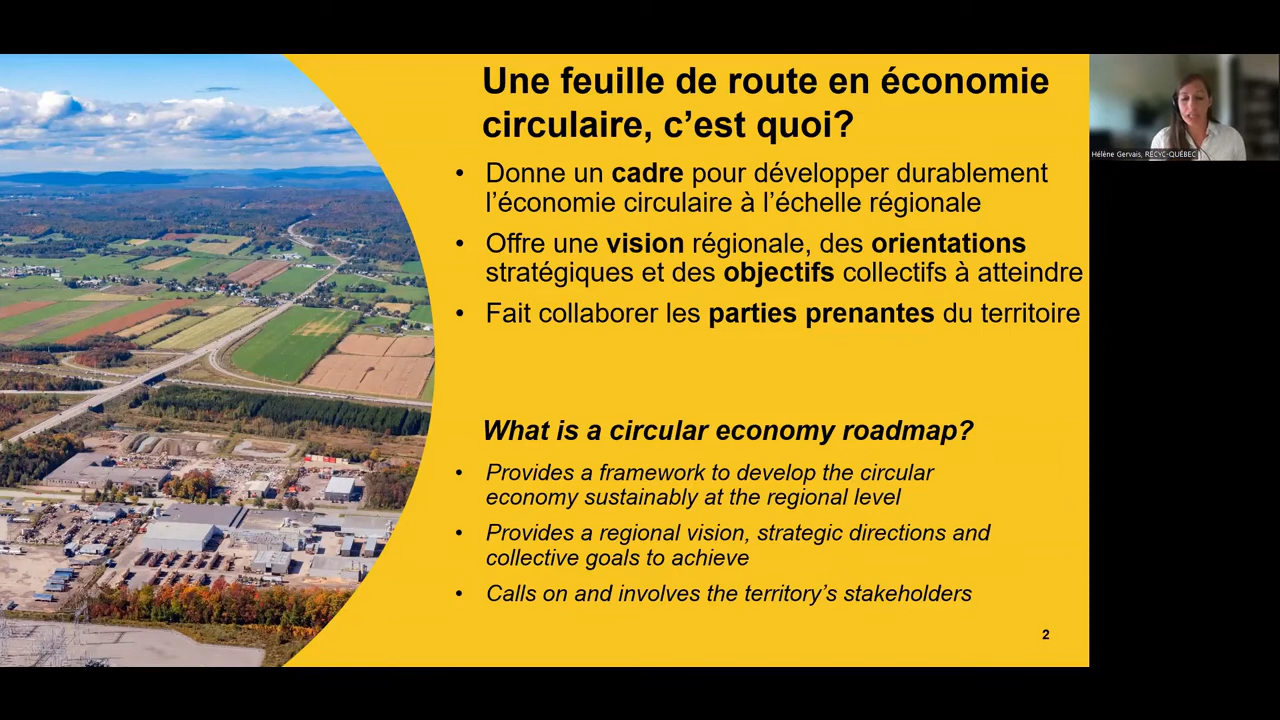 Une feuille de route en économie
circulaire, c'est quoi?
• Donne un cadre pour développer durablement
l'économie circulaire à l'échelle régionale
• Offre une vision régionale, des orientations
stratégiques et des objectifs collectifs à atteindre
• Fait collaborer les parties prenantes du territoire
What is a circular economy roadmap?
• Provides a framework to develop the circular
economy sustainably at the regional level
• Provides a regional vision, strategic directions and
collective goals to achieve
• Calls on and involves the territory's stakeholders
2
Hélène Gervais, RECYC-QUÉBEC